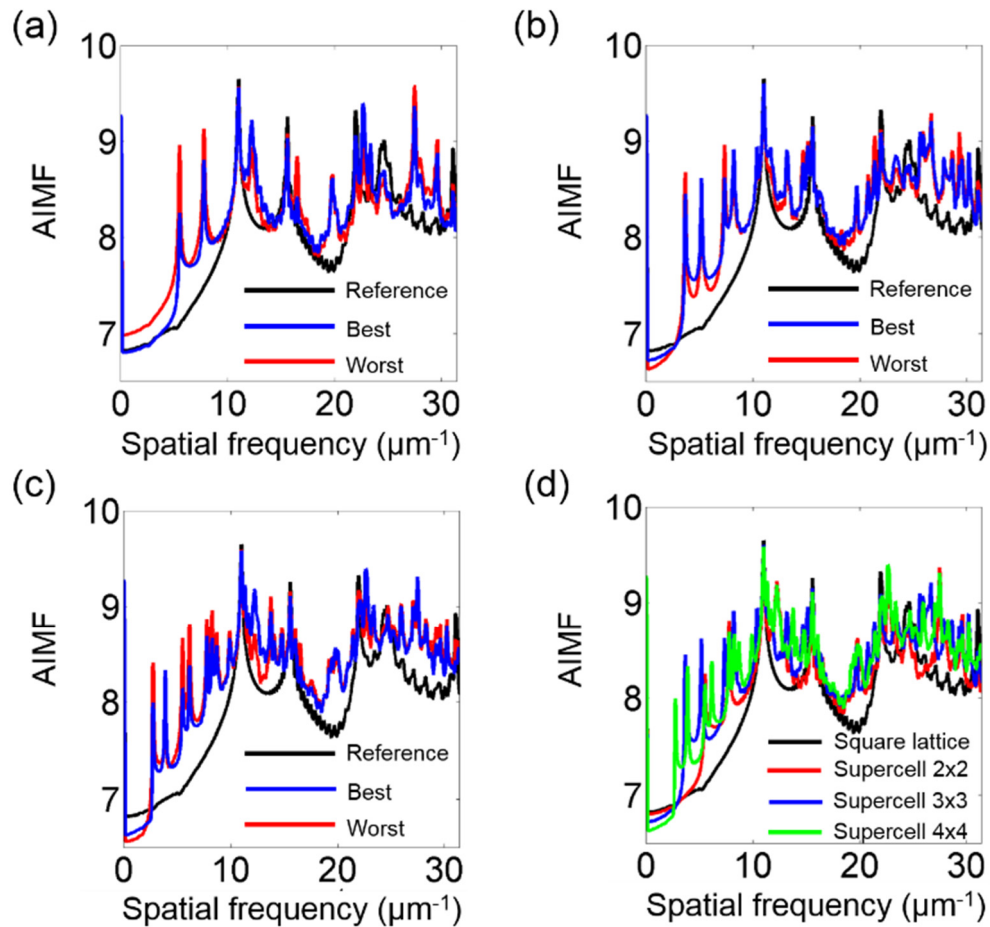 (a)
(b)
10
9
8
7
AIMF
Reference
Best
Worst
0 10 20 30
Spatial frequency (µm-1)
10
9
8
7
AIMF
Reference
Best
Worst
0 10 20 30
Spatial frequency (µm-1)
(c)
(d)
10
9
8
7
AIMF
Reference
Best
Worst
0 10 20 30
Spatial frequency (µm-1)
10
9
8
7
AIMF
Square lattice
Supercell 2x2
Supercell 3x3
Supercell 4x4
0 10 20 30
Spatial frequency (µm-1)